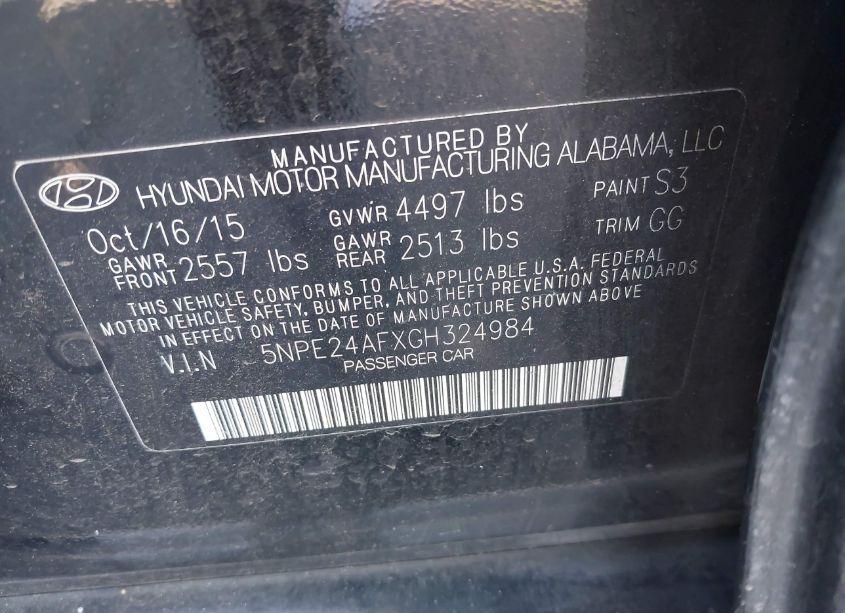 MANUFACTURED BY
HYUNDAI MOTOR MANUFACTURING ALABAMA, LLC
Oct/16/15 GVWR 4497 lbs PAINT S3
GAWR FRONT 2557 lbs GAWR REAR 2513 lbs TRIM GG
THIS VEHICLE CONFORMS TO ALL APPLICABLE U.S.A. FEDERAL
MOTOR VEHICLE SAFETY, BUMPER, AND THEFT PREVENTION STANDARDS
IN EFFECT ON THE DATE OF MANUFACTURE SHOWN ABOVE
V.I.N 5NPE24AFXGH324984
PASSENGER CAR